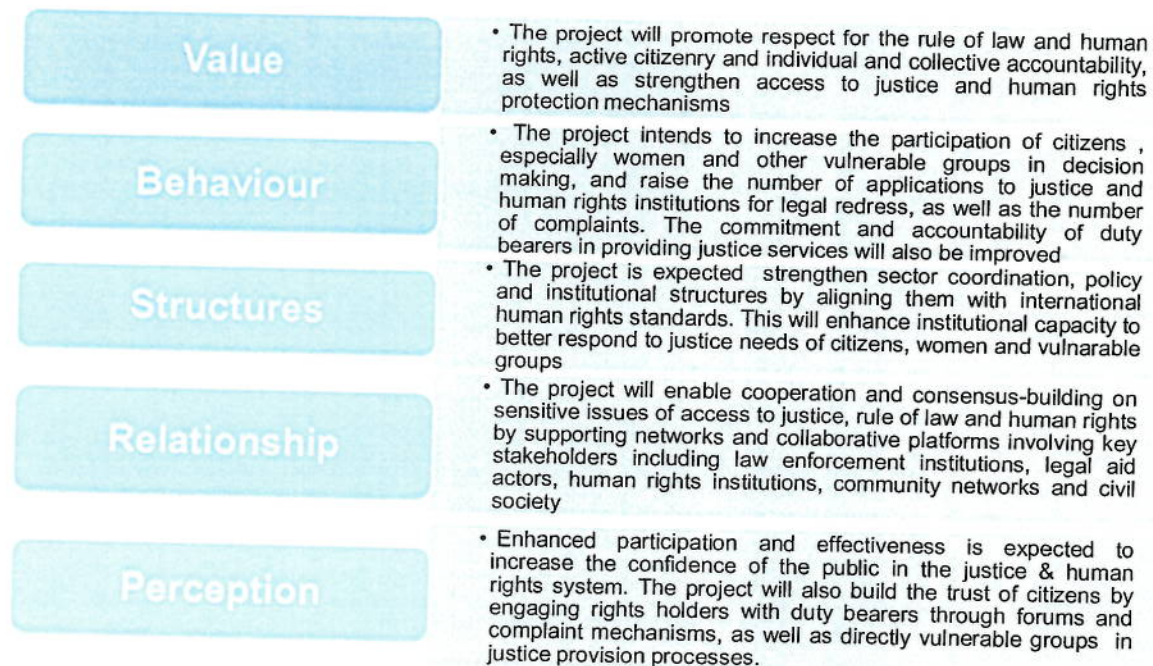 Value
• The project will promote respect for the rule of law and human
rights, active citizenry and individual and collective accountability,
as well as strengthen access to justice and human rights
protection mechanisms
Behaviour
• The project intends to increase the participation of citizens ,
especially women and other vulnerable groups in decision
making, and raise the number of applications to justice and
human rights institutions for legal redress, as well as the number
of complaints. The commitment and accountability of duty
bearers in providing justice services will also be improved
Structures
• The project is expected strengthen sector coordination, policy
and institutional structures by aligning them with international
human rights standards. This will enhance institutional capacity to
better respond to justice needs of citizens, women and vulnarable
groups
Relationship
• The project will enable cooperation and consensus-building on
sensitive issues of access to justice, rule of law and human rights
by supporting networks and collaborative platforms involving key
stakeholders including law enforcement institutions, legal aid
actors, human rights institutions, community networks and civil
society
Perception
• Enhanced participation and effectiveness is expected to
increase the confidence of the public in the justice & human
rights system. The project will also build the trust of citizens by
engaging rights holders with duty bearers through forums and
complaint mechanisms, as well as directly vulnerable groups in
justice provision processes.